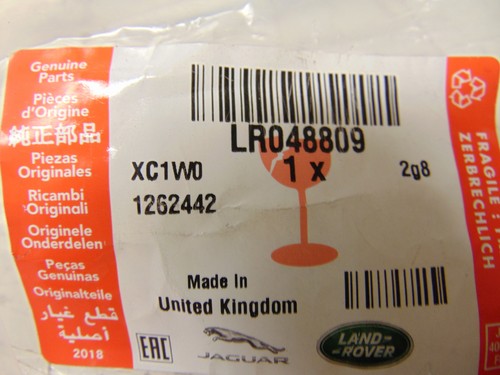 Genuine
Parts
Pièces
d'Origine
純正部品
Piezas
Originales
Ricambi
Originali
Originele
Onderdelen
Peças
Genuinas
Originalteile
قطع غيار
أصلية
2018
LR048809
1 x
XC1W0
2g8
1262442
Made In
United Kingdom
EAC
JAGUAR
LAND
ROVER
FRAGILE
ZERBRECHLICH